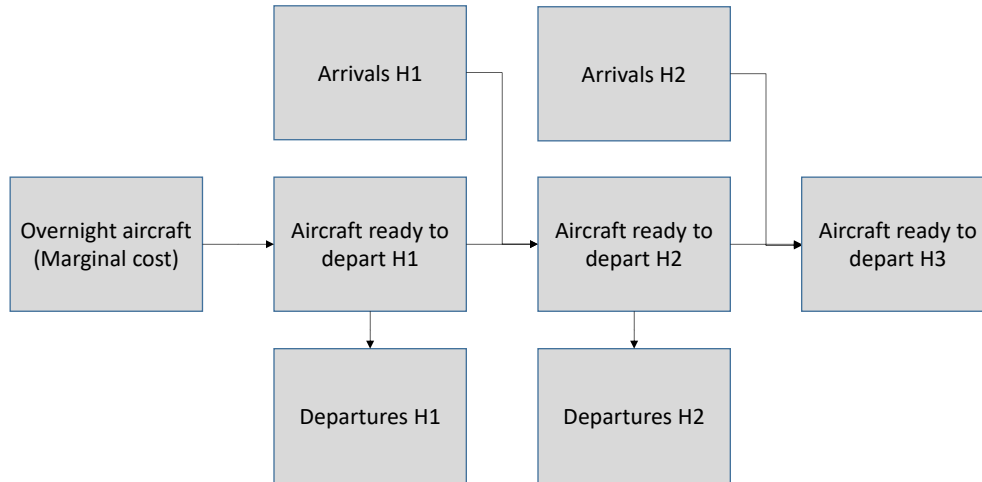 Arrivals H1
Arrivals H2
Overnight aircraft
(Marginal cost)
Aircraft ready to
depart H1
Aircraft ready to
depart H2
Aircraft ready to
depart H3
Departures H1
Departures H2